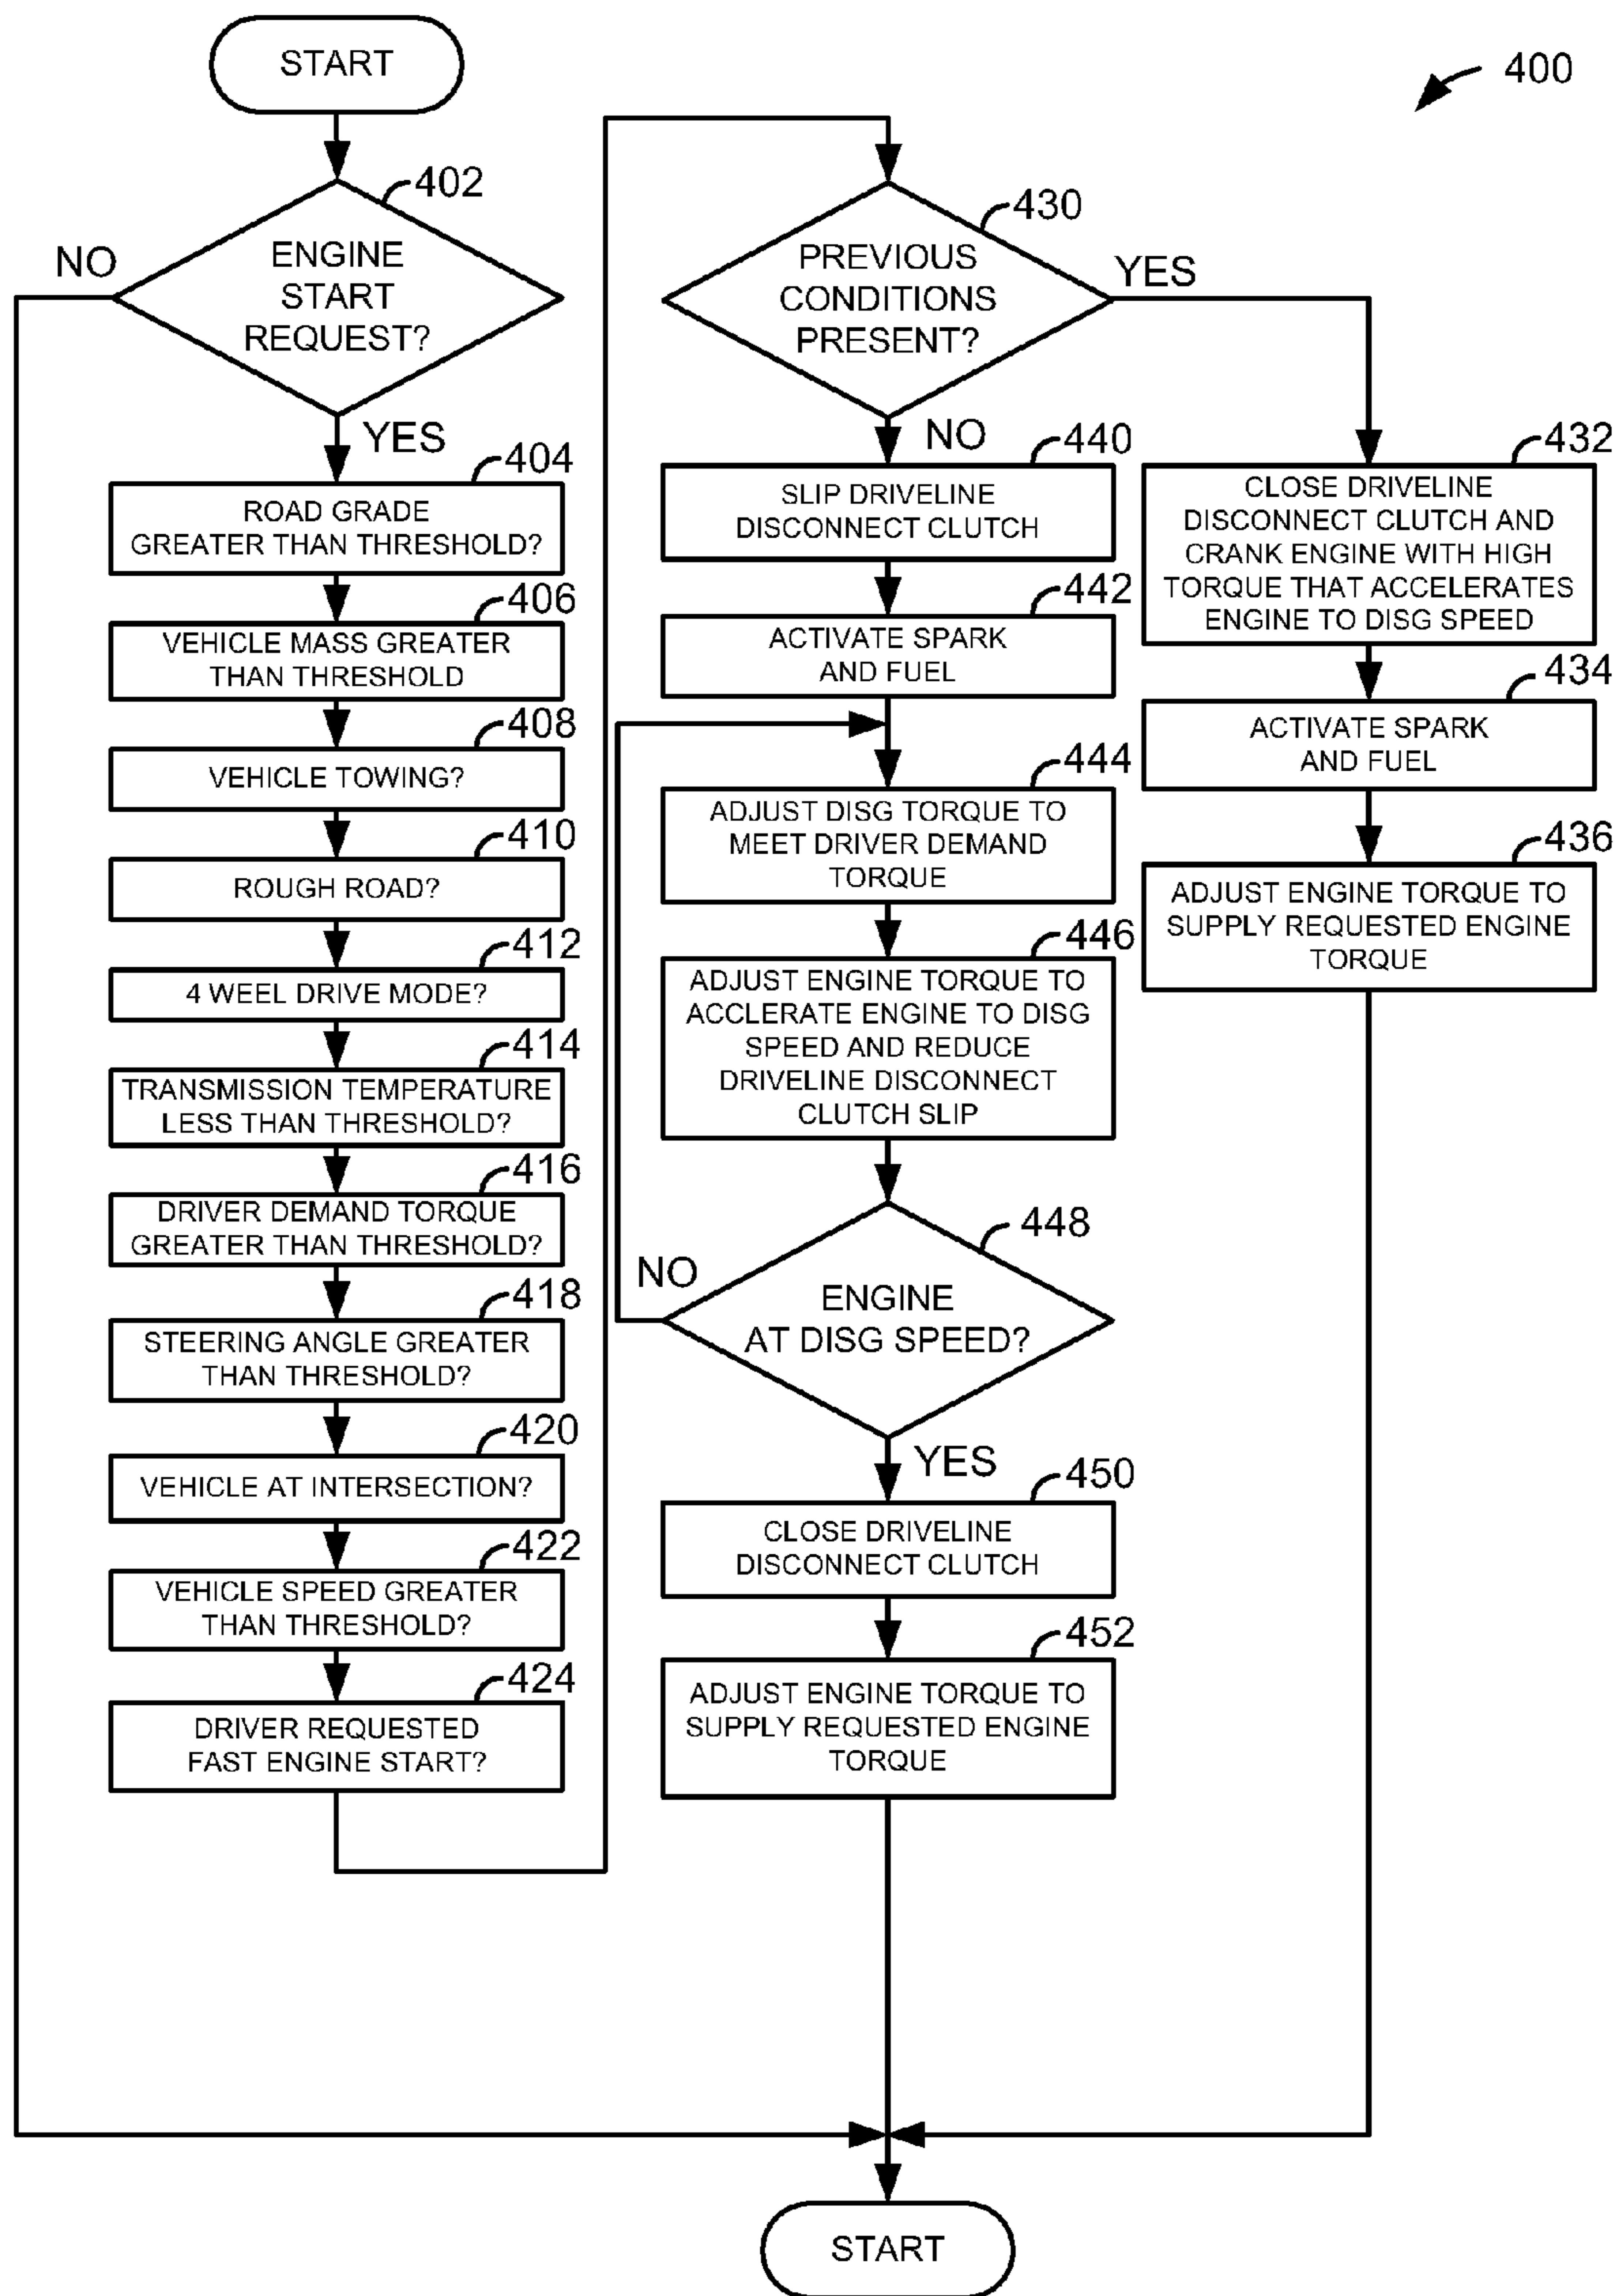 START
400
402
ENGINE
START
REQUEST?
NO
YES
404
ROAD GRADE
GREATER THAN THRESHOLD?
406
VEHICLE MASS GREATER
THAN THRESHOLD
408
VEHICLE TOWING?
410
ROUGH ROAD?
412
4 WEEL DRIVE MODE?
414
TRANSMISSION TEMPERATURE
LESS THAN THRESHOLD?
416
DRIVER DEMAND TORQUE
GREATER THAN THRESHOLD?
418
STEERING ANGLE GREATER
THAN THRESHOLD?
420
VEHICLE AT INTERSECTION?
422
VEHICLE SPEED GREATER
THAN THRESHOLD?
424
DRIVER REQUESTED
FAST ENGINE START?
430
PREVIOUS
CONDITIONS
PRESENT?
YES
NO
440
SLIP DRIVELINE
DISCONNECT CLUTCH
442
ACTIVATE SPARK
AND FUEL
444
ADJUST DISG TORQUE TO
MEET DRIVER DEMAND
TORQUE
446
ADJUST ENGINE TORQUE TO
ACCLERATE ENGINE TO DISG
SPEED AND REDUCE
DRIVELINE DISCONNECT
CLUTCH SLIP
448
NO
ENGINE
AT DISG SPEED?
YES
450
CLOSE DRIVELINE
DISCONNECT CLUTCH
452
ADJUST ENGINE TORQUE TO
SUPPLY REQUESTED ENGINE
TORQUE
432
CLOSE DRIVELINE
DISCONNECT CLUTCH AND
CRANK ENGINE WITH HIGH
TORQUE THAT ACCELERATES
ENGINE TO DISG SPEED
434
ACTIVATE SPARK
AND FUEL
436
ADJUST ENGINE TORQUE TO
SUPPLY REQUESTED ENGINE
TORQUE
START